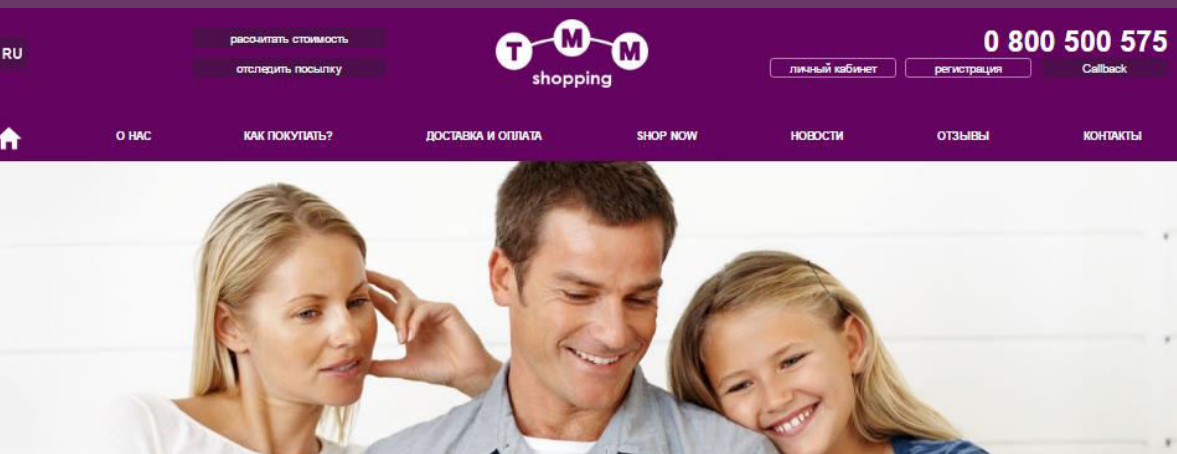 RU
рассчитать стоимость
отследить посылку
T M M
shopping
0 800 500 575
личный кабинет
регистрация
Callback
О НАС
КАК ПОКУПАТЬ?
ДОСТАВКА И ОПЛАТА
SHOP NOW
НОВОСТИ
ОТЗЫВЫ
КОНТАКТЫ